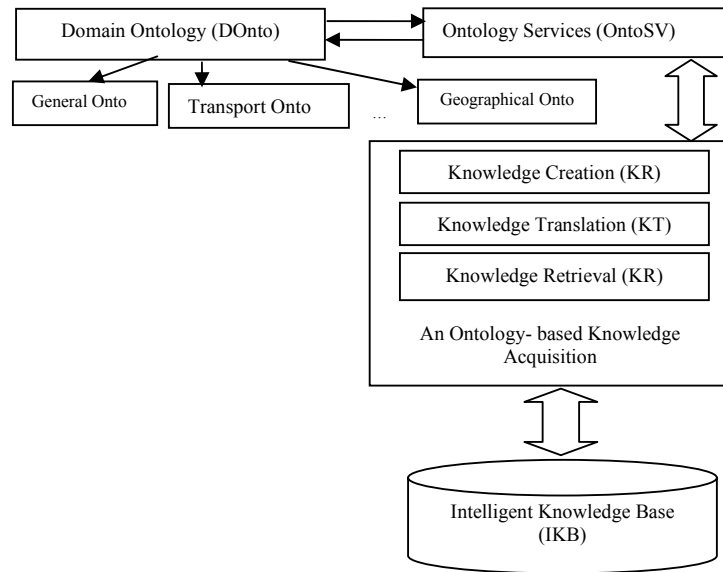 Domain Ontology (DOnto)
Ontology Services (OntoSV)
General Onto
Transport Onto
...
Geographical Onto
Knowledge Creation (KR)
Knowledge Translation (KT)
Knowledge Retrieval (KR)
An Ontology- based Knowledge
Acquisition
Intelligent Knowledge Base
(IKB)